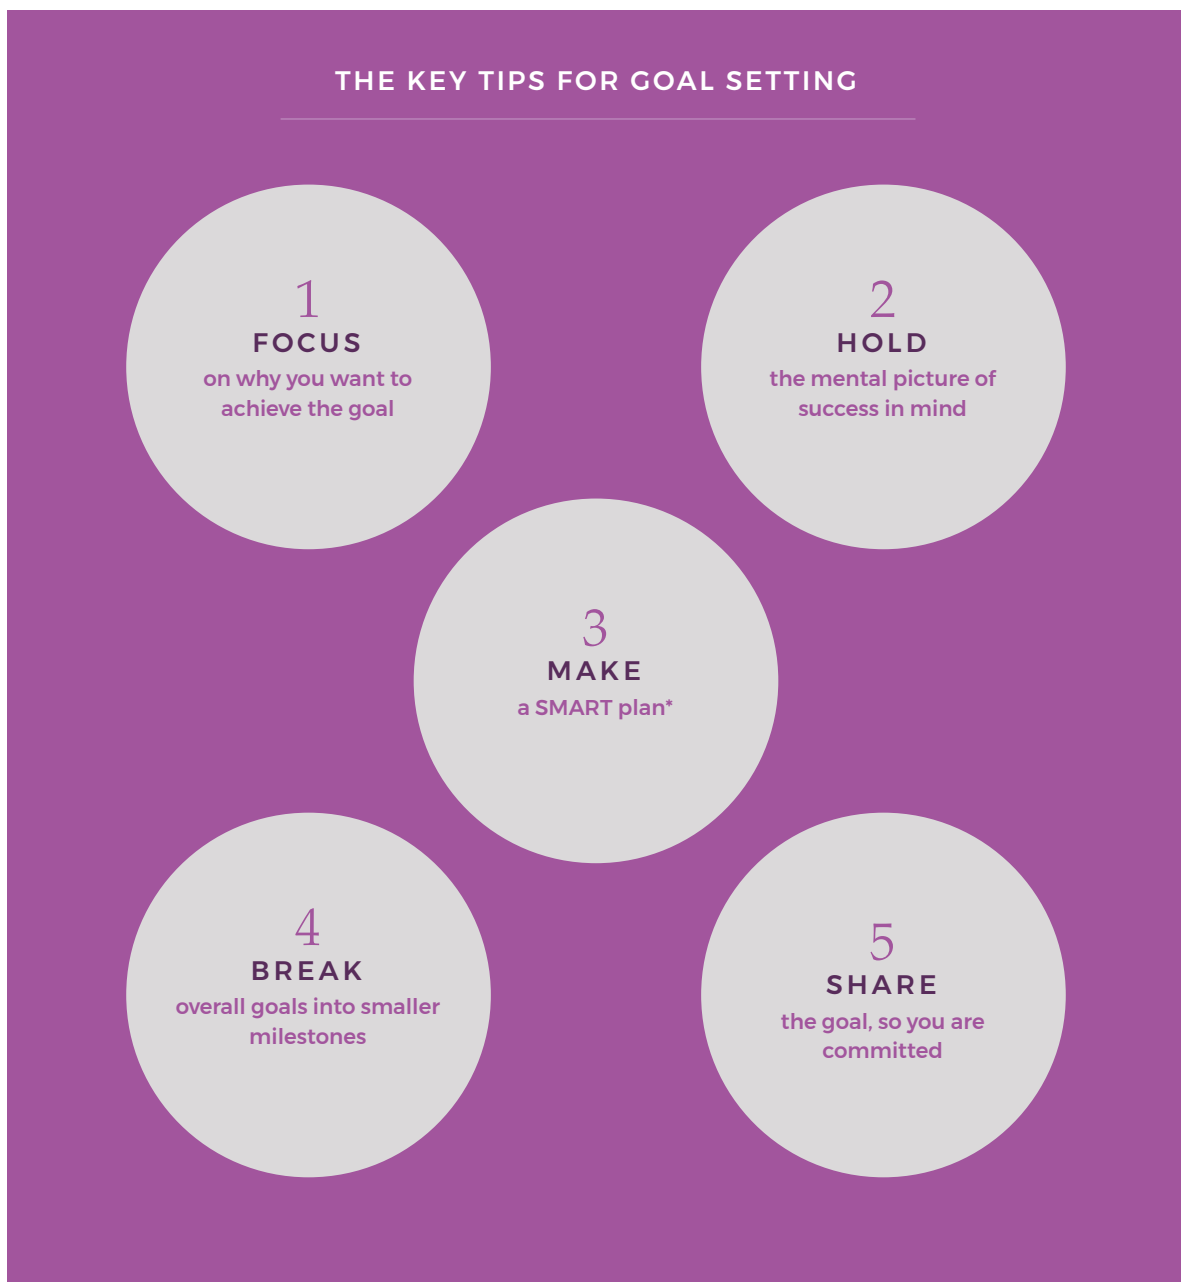 THE KEY TIPS FOR GOAL SETTING
1
FOCUS
on why you want to
achieve the goal
2
HOLD
the mental picture of
success in mind
3
MAKE
a SMART plan*
4
BREAK
overall goals into smaller
milestones
5
SHARE
the goal, so you are
committed